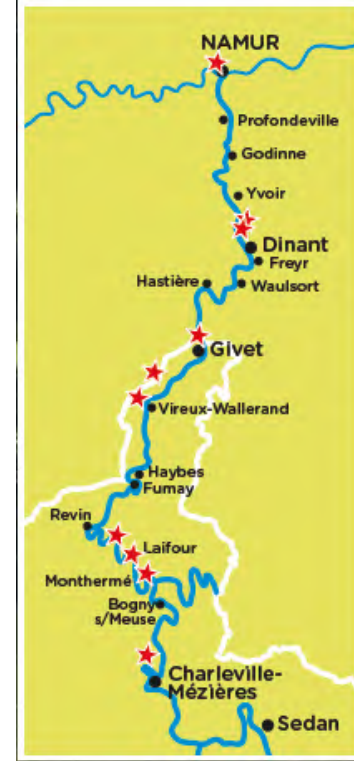 NAMUR
Profondeville
Godinne
Yvoir
Dinant
Freyr
Hastière
Waulsort
Givet
Vireux-Wallerand
Haybes
Fumay
Revin
Laifour
Monthermé
Bogny
s/Meuse
Charleville-
Mézières
Sedan